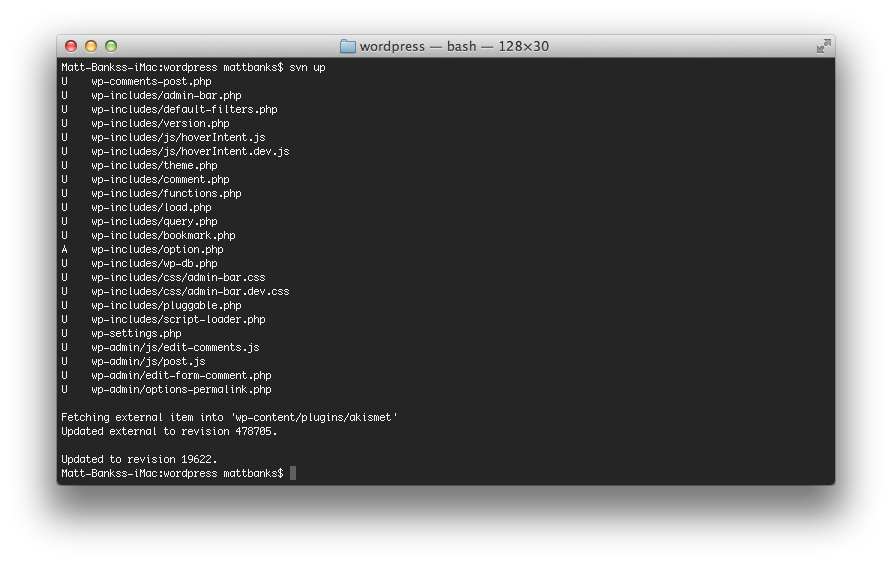 wordpress — bash — 128×30
Matt-Bankss-iMac:wordpress mattbanks$ svn up
U    wp-comments-post.php
U    wp-includes/admin-bar.php
U    wp-includes/default-filters.php
U    wp-includes/version.php
U    wp-includes/js/hoverIntent.js
U    wp-includes/js/hoverIntent.dev.js
U    wp-includes/theme.php
U    wp-includes/comment.php
U    wp-includes/functions.php
U    wp-includes/load.php
U    wp-includes/query.php
U    wp-includes/bookmark.php
A    wp-includes/option.php
U    wp-includes/wp-db.php
U    wp-includes/css/admin-bar.css
U    wp-includes/css/admin-bar.dev.css
U    wp-includes/pluggable.php
U    wp-includes/script-loader.php
U    wp-settings.php
U    wp-admin/js/edit-comments.js
U    wp-admin/js/post.js
U    wp-admin/edit-form-comment.php
U    wp-admin/options-permalink.php
Fetching external item into 'wp-content/plugins/akismet'
Updated external to revision 478705.
Updated to revision 19622.
Matt-Bankss-iMac:wordpress mattbanks$